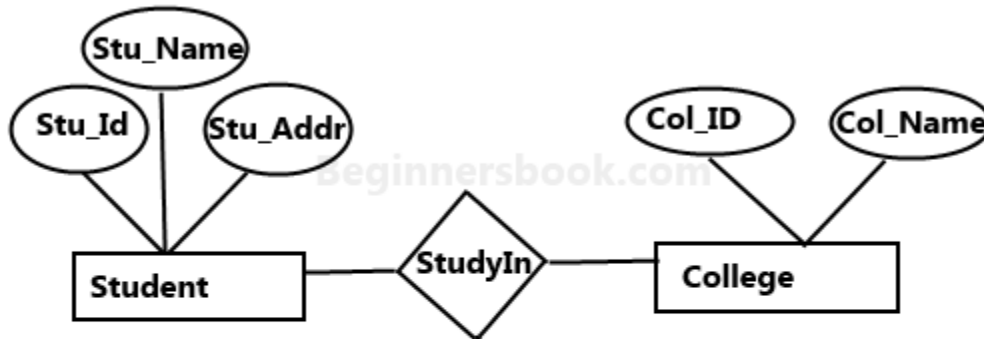 Stu_Name
Stu_Id
Stu_Addr
Col_ID
Col_Name
Beginnersbook.com
StudyIn
Student
College